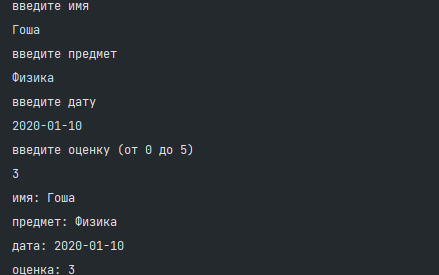 введите имя
Гоша
введите предмет
Физика
введите дату
2020-01-10
введите оценку (от 0 до 5)
3
имя: Гоша
предмет: Физика
дата: 2020-01-10
оценка: 3